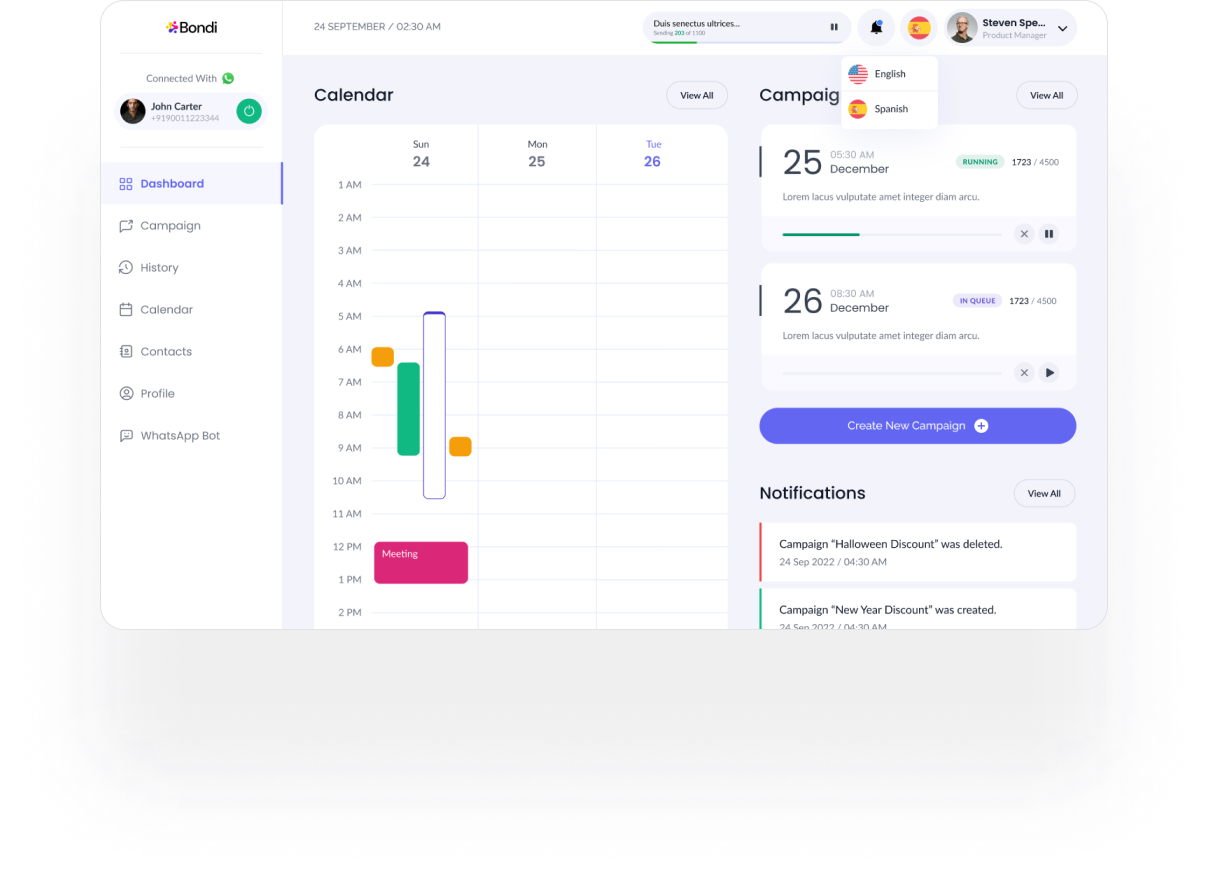 Bondi
Connected With
John Carter
+9190011223344
Dashboard
Campaign
History
Calendar
Contacts
Profile
WhatsApp Bot
24 SEPTEMBER / 02:30 AM
Duis senectus ultrices...
Sending 203 of 1100
Steven Spe...
Product Manager
English
Spanish
Calendar
View All
Sun
24
Mon
25
Tue
26
1 AM
2 AM
3 AM
4 AM
5 AM
6 AM
7 AM
8 AM
9 AM
10 AM
11 AM
12 PM
Meeting
1 PM
2 PM
Campaig
View All
25
05:30 AM
December
RUNNING
1723 / 4500
Lorem lacus vulputate amet integer diam arcu.
26
08:30 AM
December
IN QUEUE
1723 / 4500
Lorem lacus vulputate amet integer diam arcu.
Create New Campaign
Notifications
View All
Campaign “Halloween Discount” was deleted.
24 Sep 2022 / 04:30 AM
Campaign “New Year Discount” was created.
24 Sep 2022 / 04:30 AM